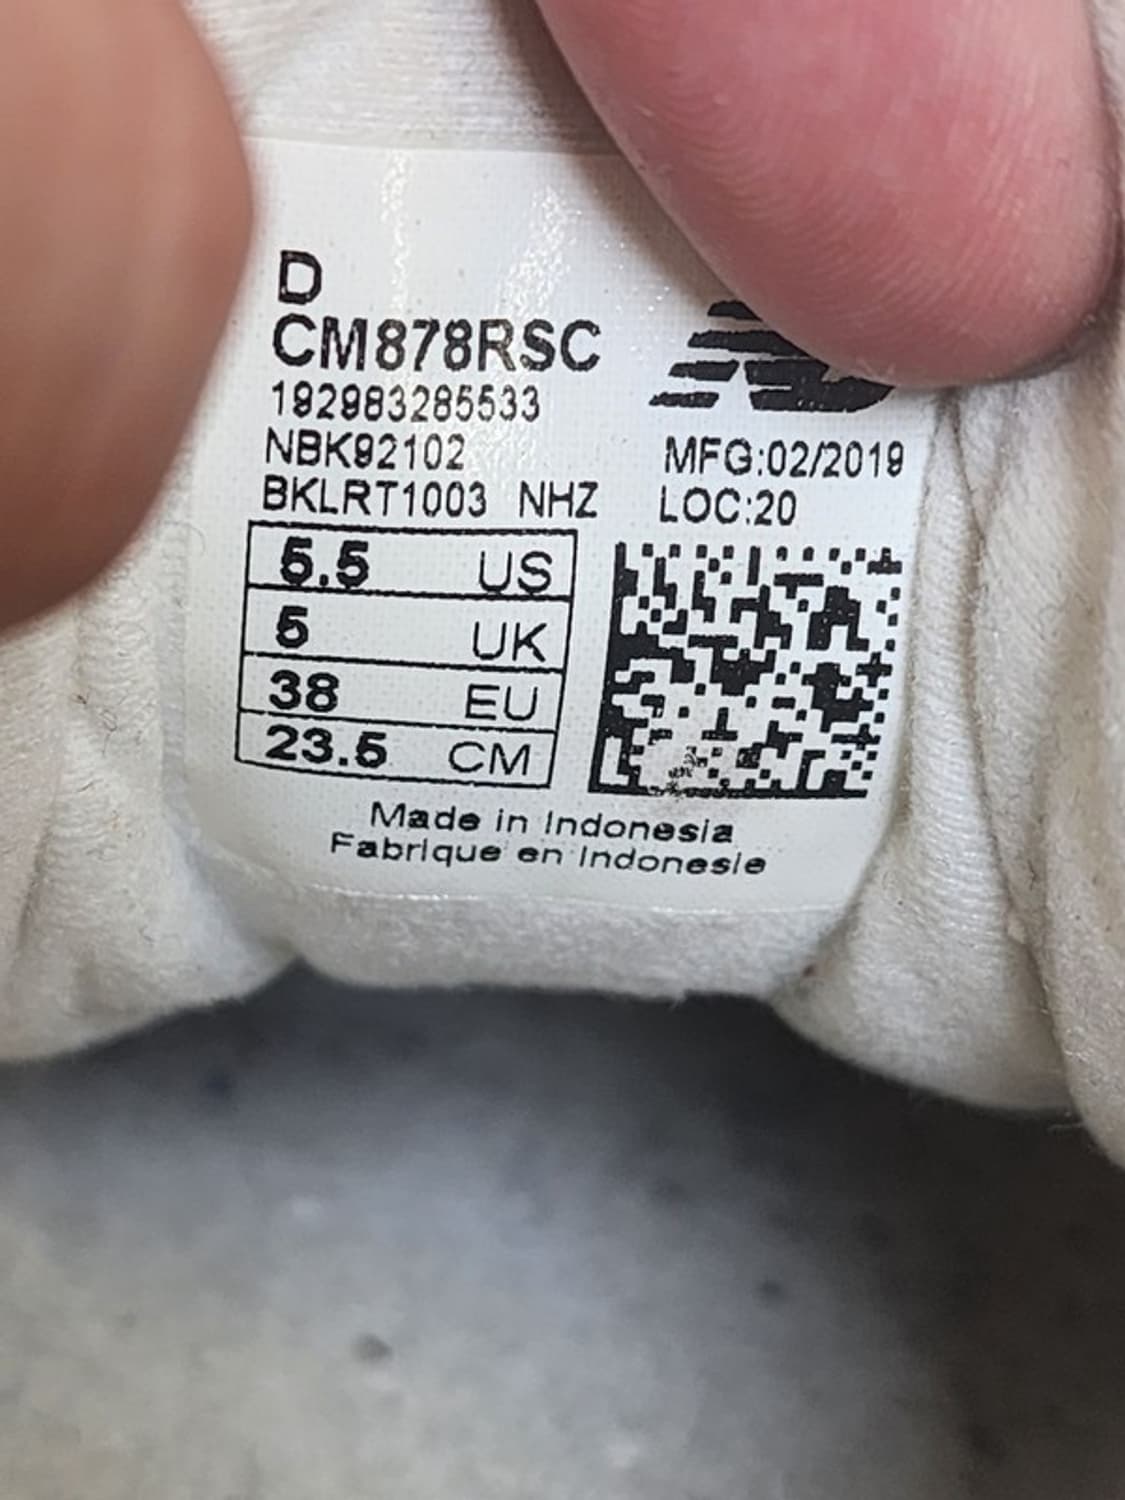 D
CM878RSC
192983285533
NBK92102
BKLRT1003 NHZ
MFG:02/2019
LOC:20
5.5 US
5 UK
38 EU
23.5 CM
Made in Indonesia
Fabrique en Indonesie